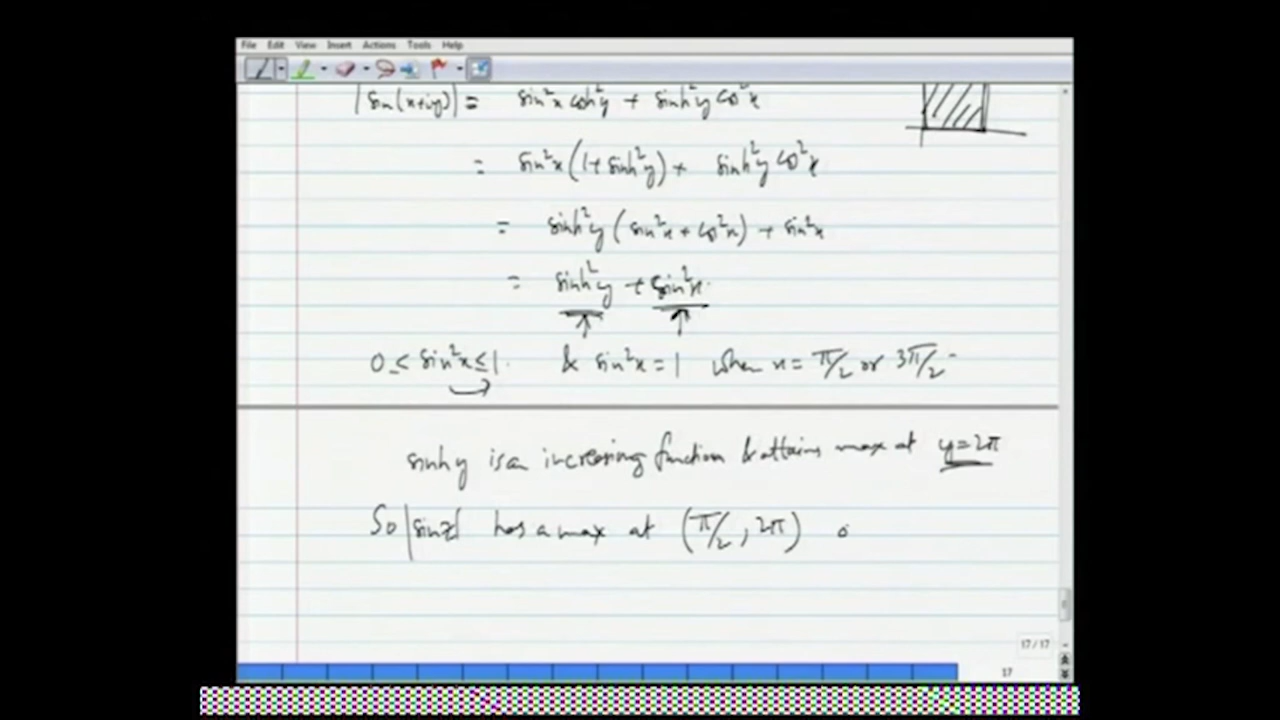 File Edit View Insert Actions Tools Help
|sin(x+iy)| = sin²x cosh²y + sinh²y cos²x
= sin²x (1+sinh²y) + sinh²y cos²x
= sinh²y (sin²x + cos²x) + sin²x
= sinh²y + sin²x.
0 ≤ sin²x ≤ 1. & sin²x = 1 when x = π/2 or 3π/2
sinh y is an increasing function & attains max at y=2π
So |sinz| has a max at (π/2, 2π) o
17/17
17